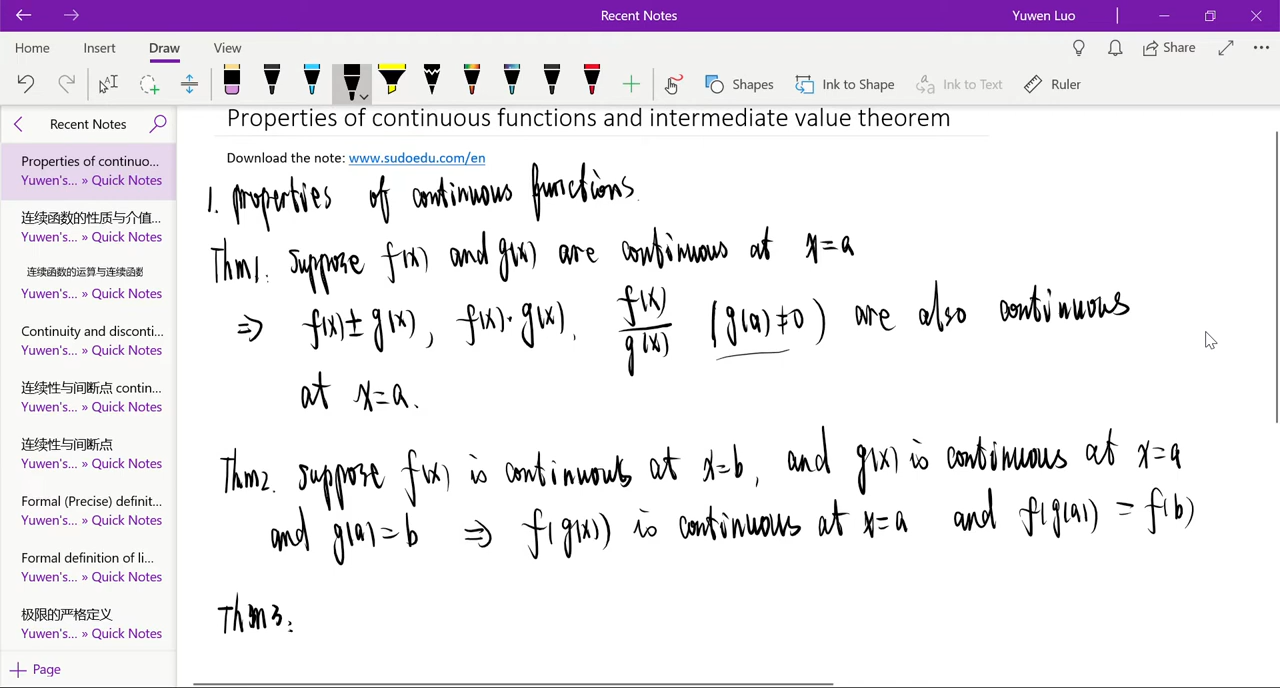 Recent Notes
Yuwen Luo
Home
Insert
Draw
View
Share
Shapes
Ink to Shape
Ink to Text
Ruler
Recent Notes
Properties of continuo...
Yuwen's... » Quick Notes
连续函数的性质与介值...
Yuwen's... » Quick Notes
连续函数的运算与连续函数
Yuwen's... » Quick Notes
Continuity and disconti...
Yuwen's... » Quick Notes
连续性与间断点 contin...
Yuwen's... » Quick Notes
连续性与间断点
Yuwen's... » Quick Notes
Formal (Precise) definit...
Yuwen's... » Quick Notes
Formal definition of li...
Yuwen's... » Quick Notes
极限的严格定义
Yuwen's... » Quick Notes
Page
Properties of continuous functions and intermediate value theorem
Download the note: www.sudoedu.com/en
1. properties of continuous functions.
Thm1. Suppose f(x) and g(x) are continuous at x=a
⇒ f(x)±g(x), f(x)·g(x), f(x)/g(x) (g(a)≠0) are also continuous
at x=a.
Thm2. suppose f(x) is continuous at x=b, and g(x) is continuous at x=a
and g(a)=b ⇒ f(g(x)) is continuous at x=a and f(g(a)) = f(b)
Thm3: